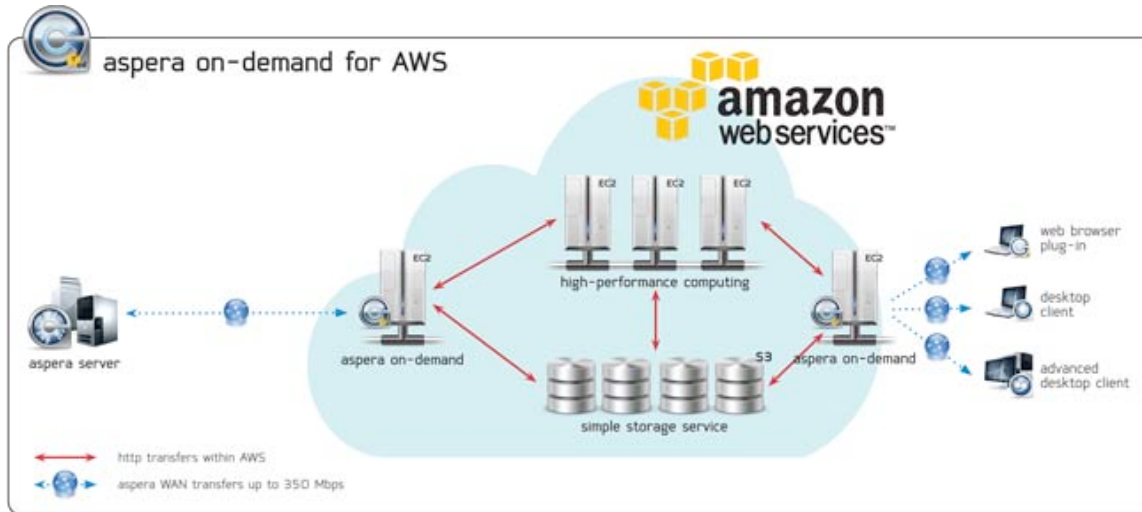 aspera on-demand for AWS
amazon
webservices™
EC2
EC2
EC2
high-performance computing
EC2
aspera on-demand
EC2
aspera on-demand
aspera server
S3
simple storage service
web browser
plug-in
desktop
client
advanced
desktop client
http transfers within AWS
aspera WAN transfers up to 350 Mbps